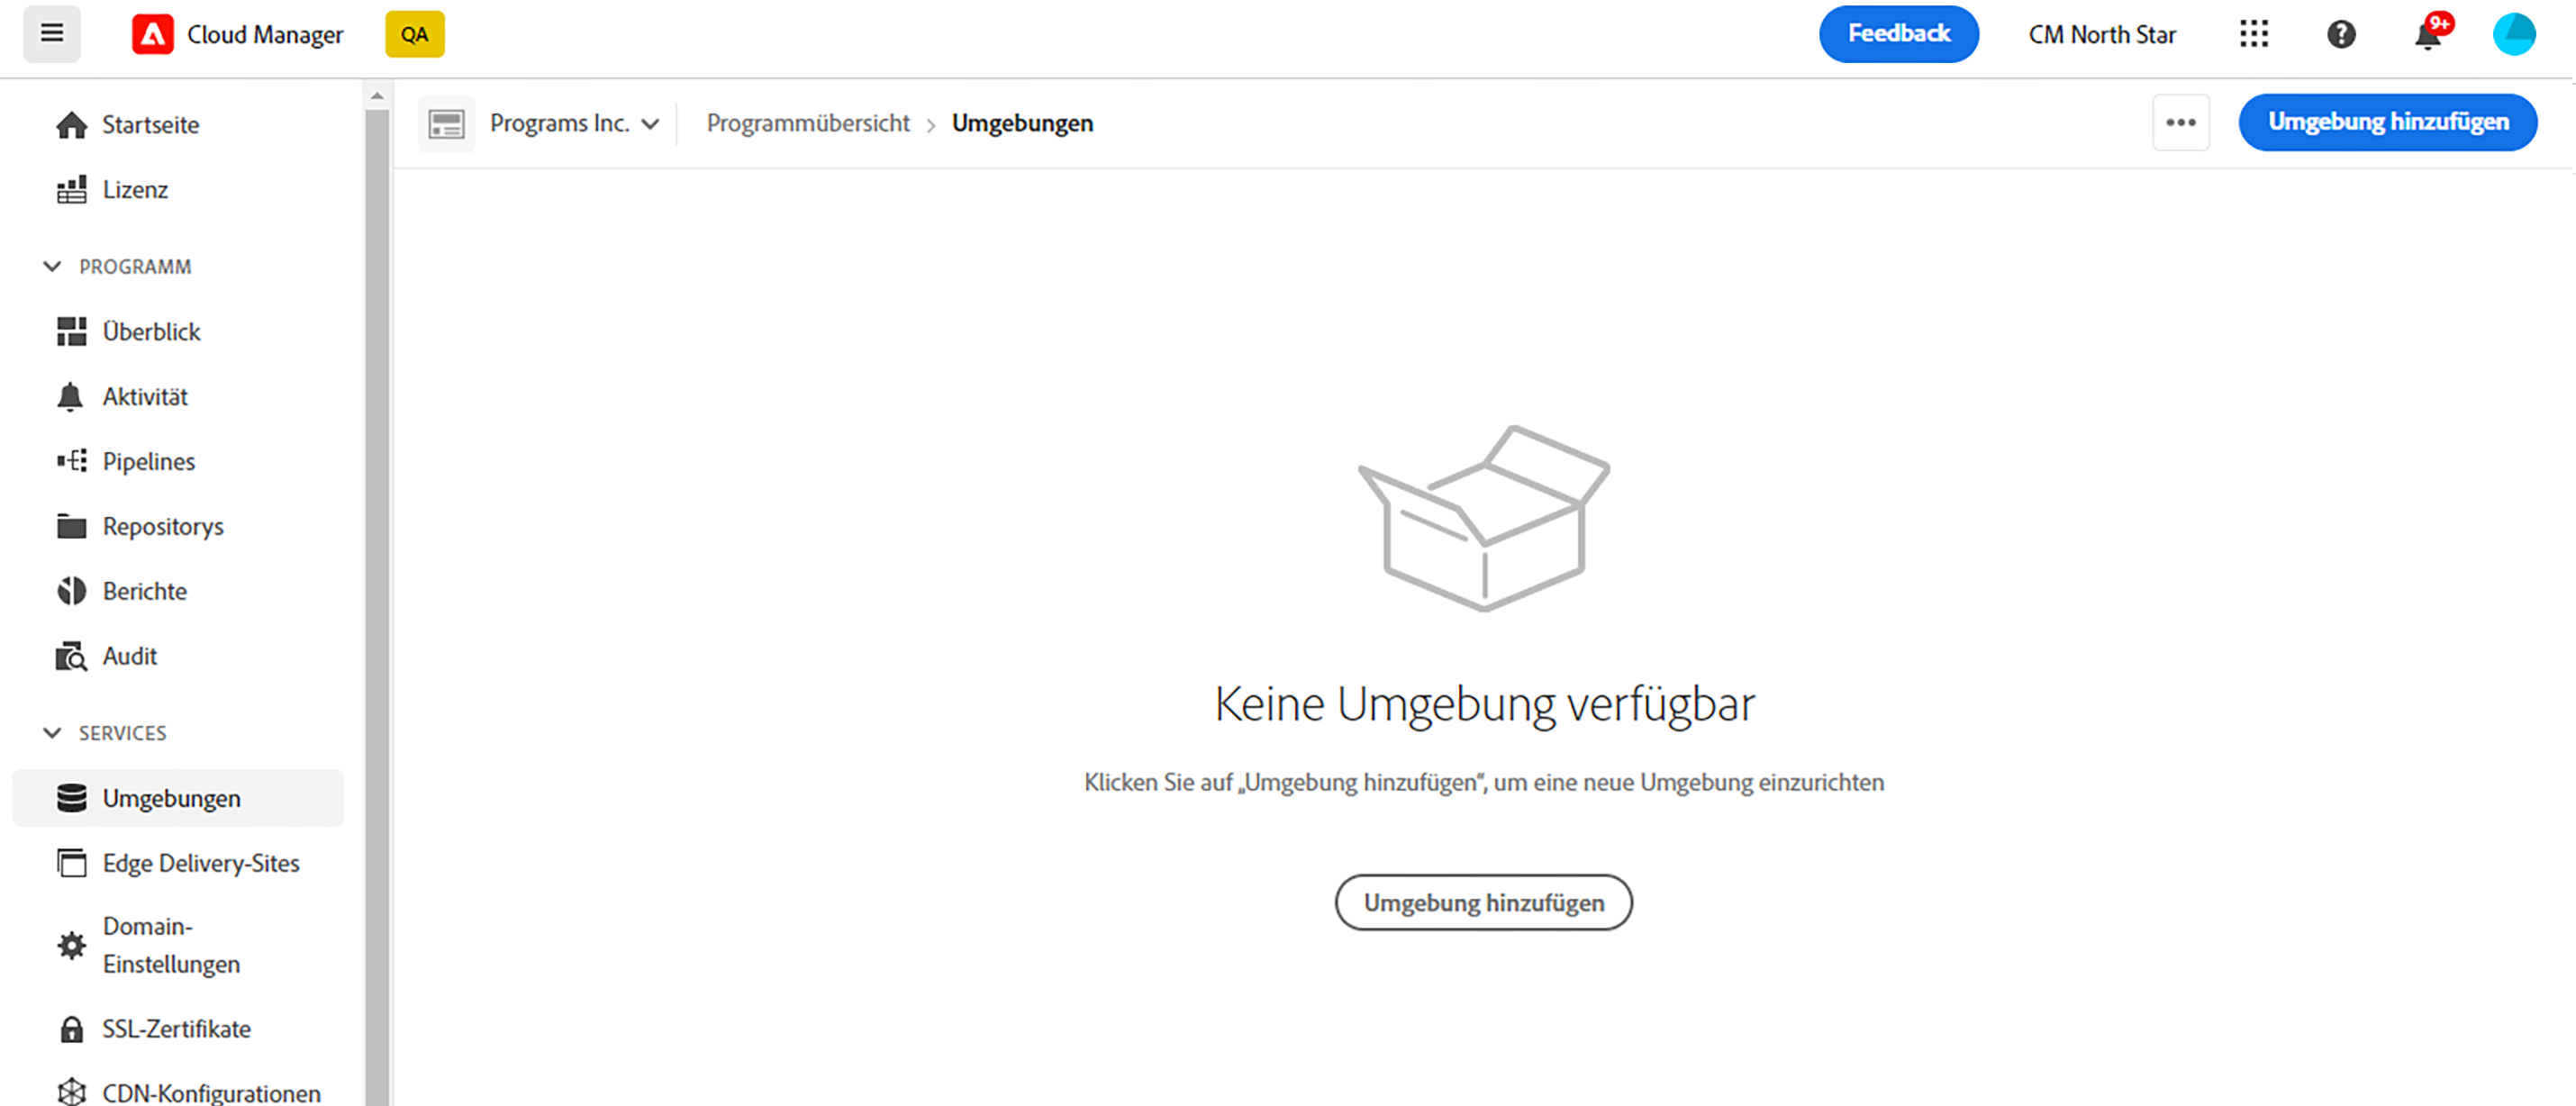 Cloud Manager
QA
Feedback
CM North Star
9+
Startseite
Lizenz
PROGRAMM
Überblick
Aktivität
Pipelines
Repositorys
Berichte
Audit
SERVICES
Umgebungen
Edge Delivery-Sites
Domain-
Einstellungen
SSL-Zertifikate
CDN-Konfigurationen
Programs Inc.
Programmübersicht > Umgebungen
Umgebung hinzufügen
Keine Umgebung verfügbar
Klicken Sie auf „Umgebung hinzufügen“, um eine neue Umgebung einzurichten
Umgebung hinzufügen